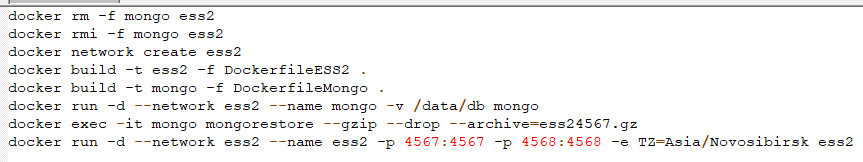 docker rm -f mongo ess2
docker rmi -f mongo ess2
docker network create ess2
docker build -t ess2 -f DockerfileESS2 .
docker build -t mongo -f DockerfileMongo .
docker run -d --network ess2 --name mongo -v /data/db mongo
docker exec -it mongo mongorestore --gzip --drop --archive=ess24567.gz
docker run -d --network ess2 --name ess2 -p 4567:4567 -p 4568:4568 -e TZ=Asia/Novosibirsk ess2